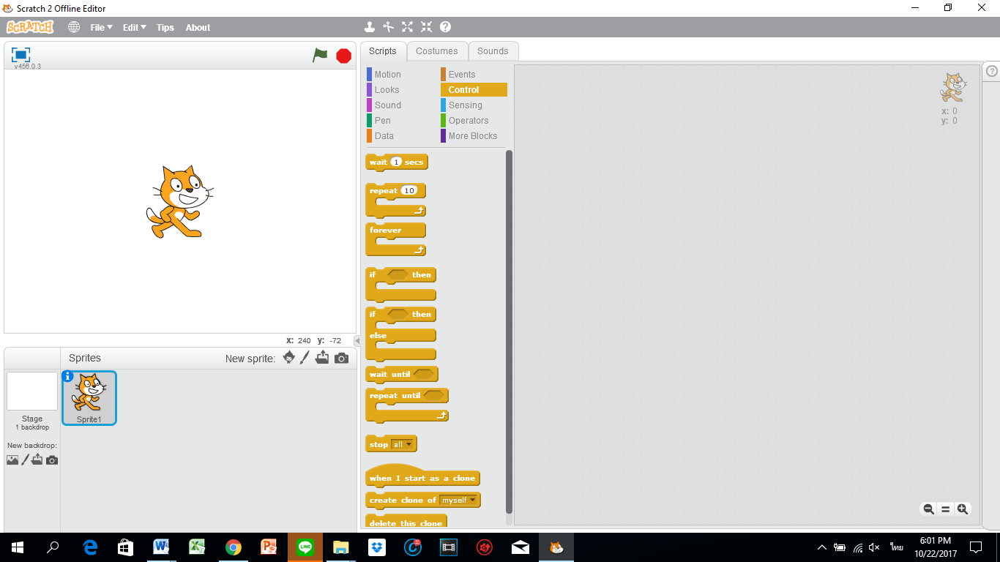 Scratch 2 Offline Editor
SCRATCH File Edit Tips About
v456.0.3
Scripts Costumes Sounds
Motion Events
Looks Control
Sound Sensing
Pen Operators
Data More Blocks
x: 0
y: 0
wait 1 secs
repeat 10
forever
if then
if then
else
wait until
repeat until
stop all
when I start as a clone
create clone of myself
delete this clone
x: 240 y: -72
Sprites New sprite:
Stage
1 backdrop
New backdrop:
Sprite1
LINE
ไทย
6:01 PM
10/22/2017